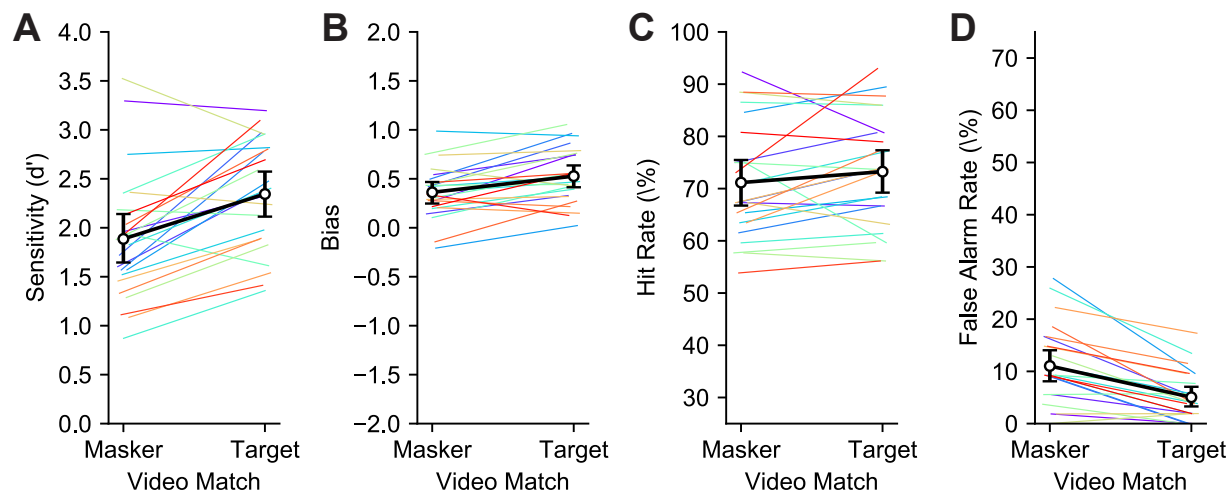 A
Sensitivity (d')
4.0
3.5
3.0
2.5
2.0
1.5
1.0
0.5
0.0
Masker Target
Video Match
B
Bias
2.0
1.5
1.0
0.5
0.0
−0.5
−1.0
−1.5
−2.0
Masker Target
Video Match
C
Hit Rate (\%)
100
90
80
70
60
50
40
30
Masker Target
Video Match
D
False Alarm Rate (\%)
70
60
50
40
30
20
10
0
Masker Target
Video Match